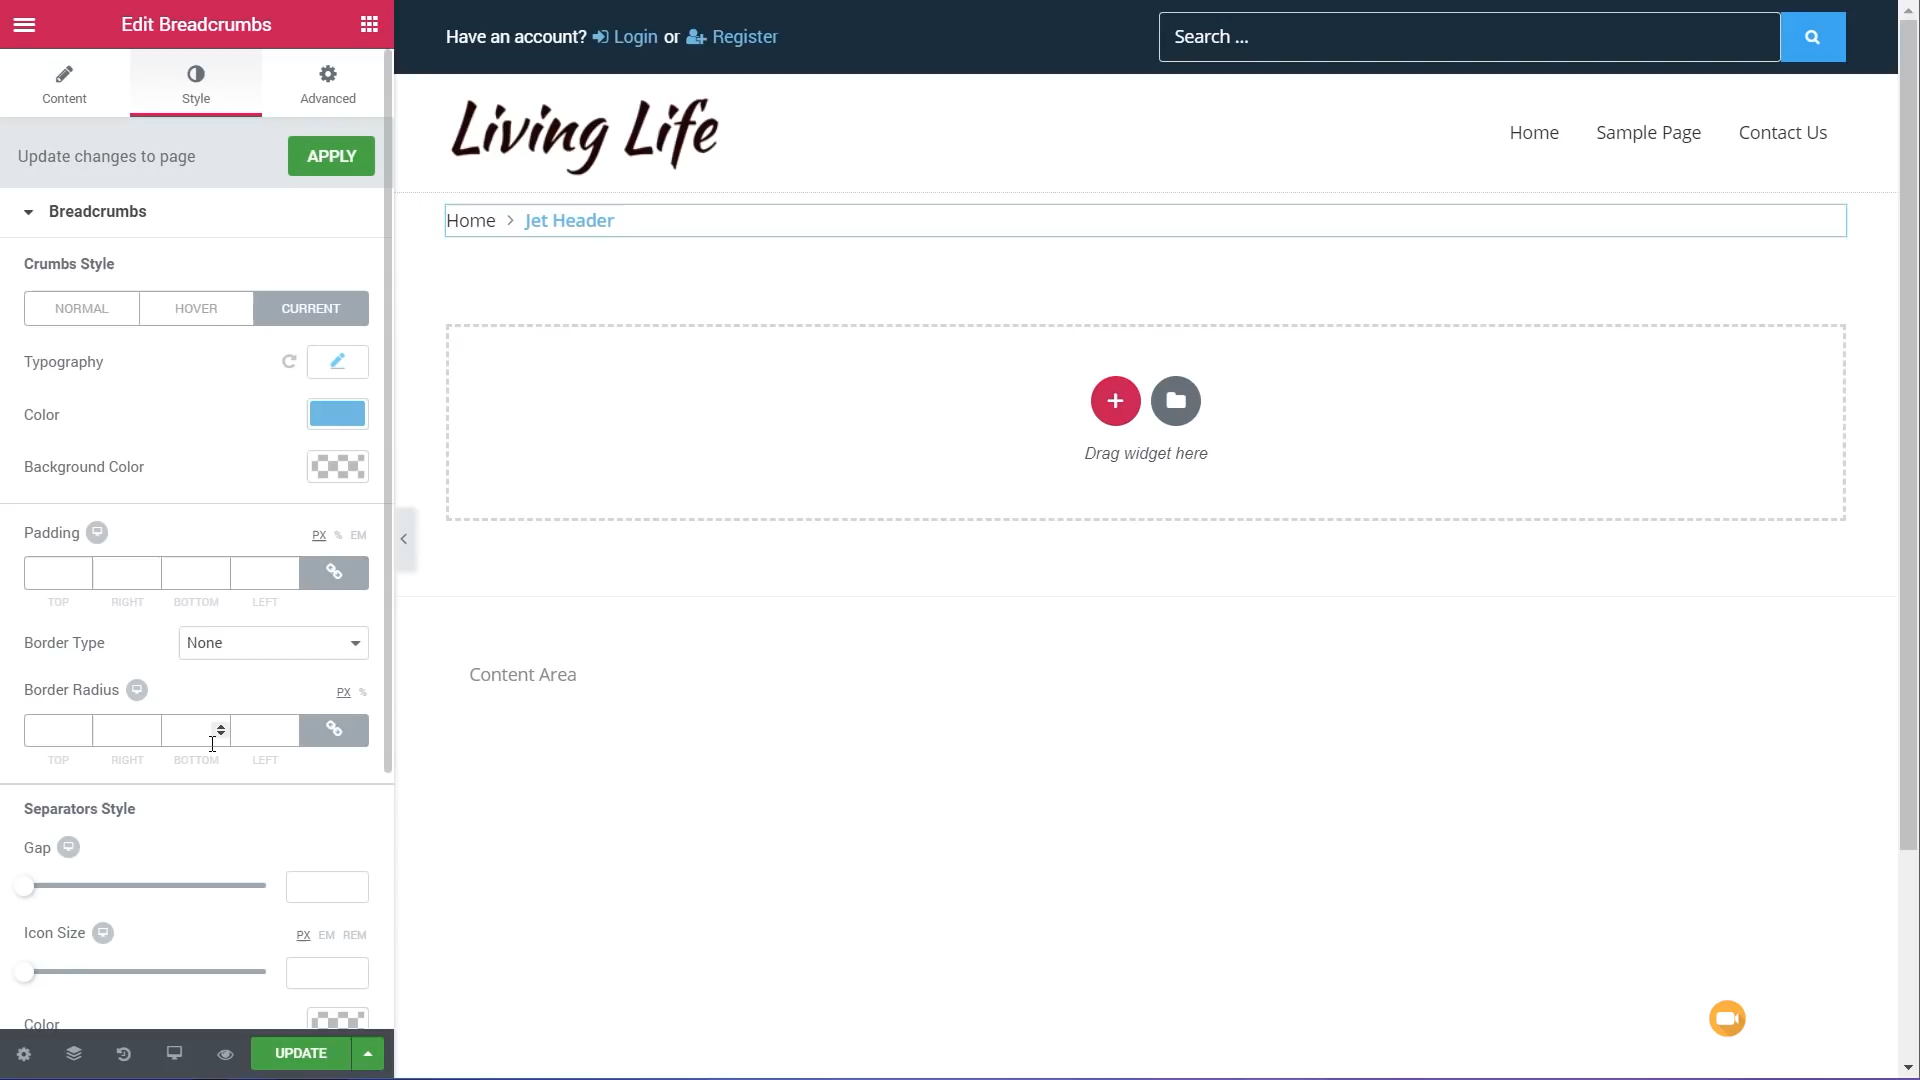 Edit Breadcrumbs
Content
Style
Advanced
Update changes to page
APPLY
Breadcrumbs
Crumbs Style
NORMAL
HOVER
CURRENT
Typography
Color
Background Color
Padding
PX % EM
TOP RIGHT BOTTOM LEFT
Border Type
None
Border Radius
PX %
TOP RIGHT BOTTOM LEFT
Separators Style
Gap
Icon Size
PX EM REM
Color
UPDATE
Have an account? Login or Register
Search ...
Living Life
Home
Sample Page
Contact Us
Home > Jet Header
Drag widget here
Content Area